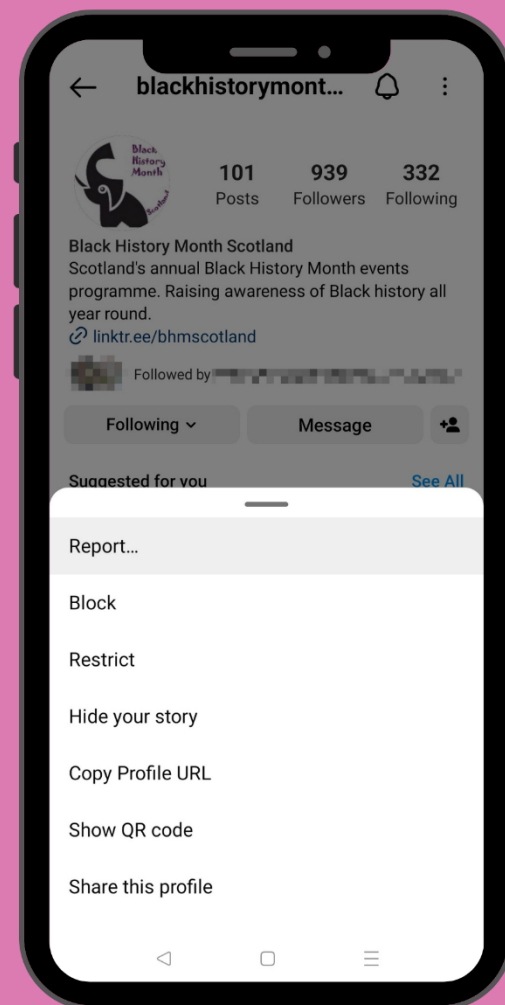 blackhistorymont...
Black
History
Month
Scotland
101 939 332
Posts Followers Following
Black History Month Scotland
Scotland's annual Black History Month events
programme. Raising awareness of Black history all
year round.
linktr.ee/bhmscotland
Followed by
Following Message
Suggested for you See All
Report...
Block
Restrict
Hide your story
Copy Profile URL
Show QR code
Share this profile